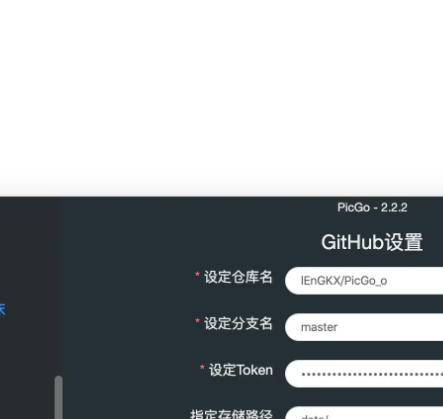 PicGo - 2.2.2
GitHub设置
* 设定仓库名
lEnGKX/PicGo_o
* 设定分支名
master
* 设定Token
指定存储路径